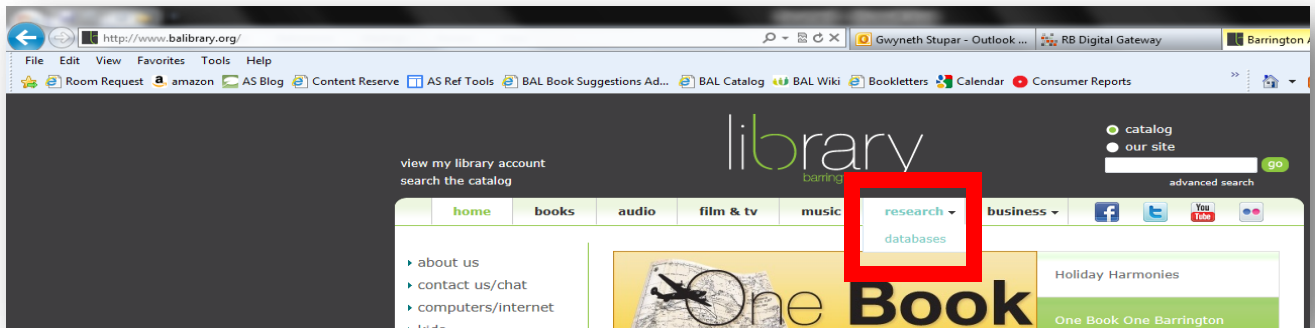 http://www.balibrary.org/
Gwyneth Stupar - Outlook ...
RB Digital Gateway
Barrington A
File Edit View Favorites Tools Help
Room Request amazon AS Blog Content Reserve AS Ref Tools BAL Book Suggestions Ad... BAL Catalog BAL Wiki Bookletters Calendar Consumer Reports
library
barring
catalog
our site
go
advanced search
view my library account
search the catalog
home books audio film & tv music research business
You Tube
databases
about us
contact us/chat
computers/internet
kids
One Book
Holiday Harmonies
One Book One Barrington